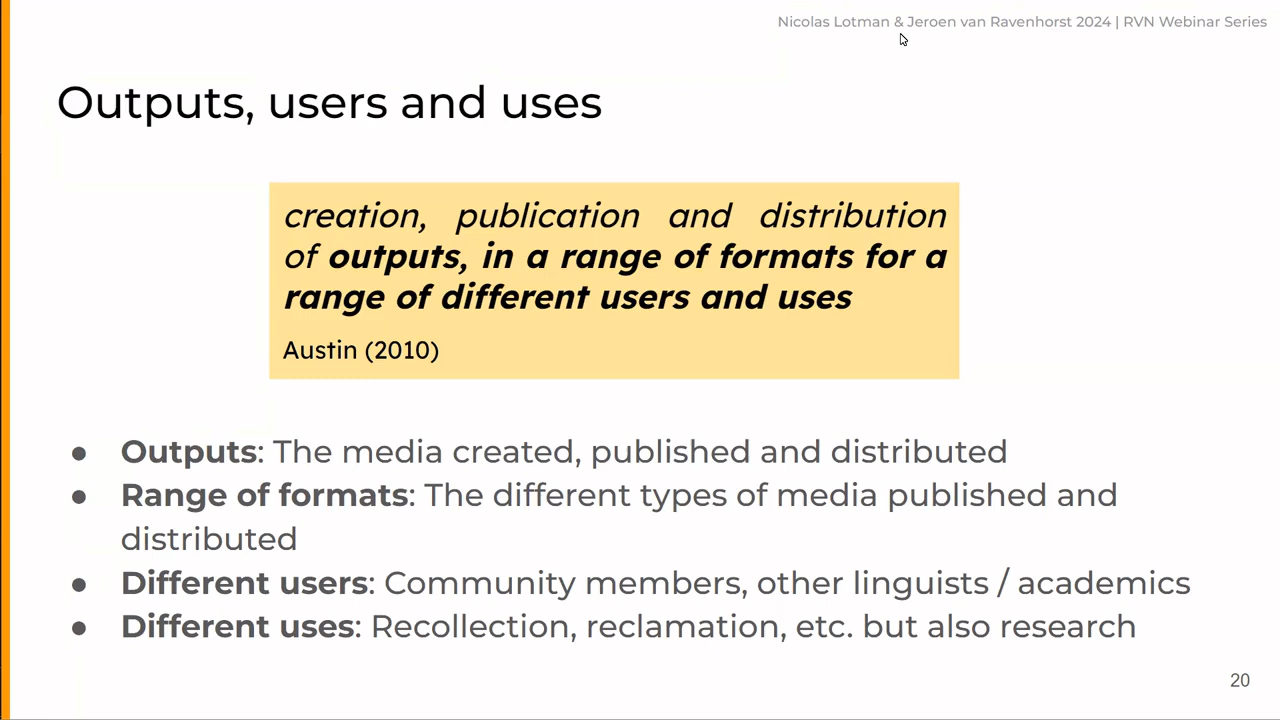 Nicolas Lotman & Jeroen van Ravenhorst 2024 | RVN Webinar Series
Outputs, users and uses
creation, publication and distribution
of outputs, in a range of formats for a
range of different users and uses
Austin (2010)
● Outputs: The media created, published and distributed
● Range of formats: The different types of media published and
distributed
● Different users: Community members, other linguists / academics
● Different uses: Recollection, reclamation, etc. but also research
20